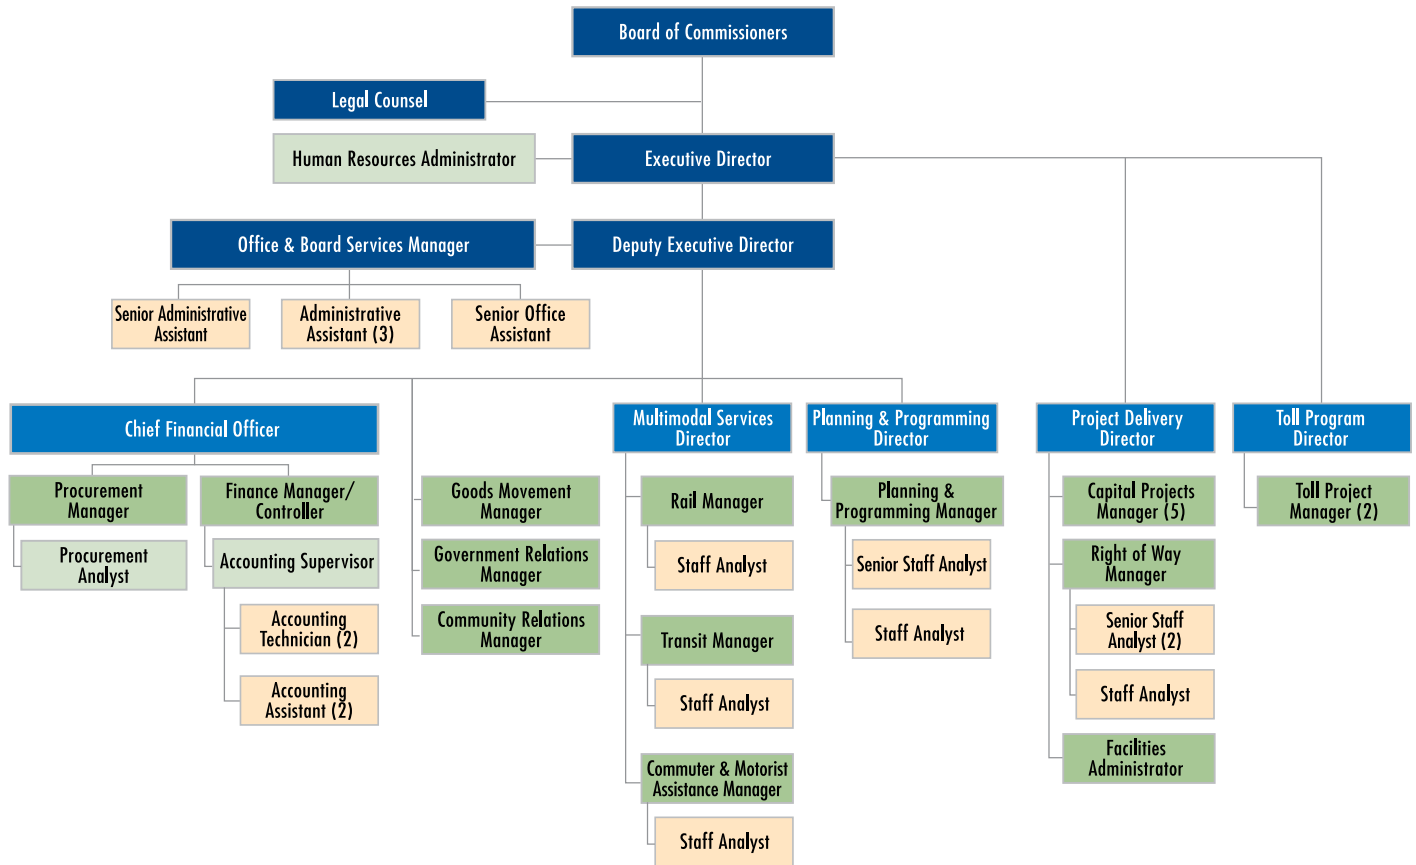 Board of Commissioners
Legal Counsel
Human Resources Administrator
Executive Director
Office & Board Services Manager
Deputy Executive Director
Senior Administrative
Assistant
Administrative
Assistant (3)
Senior Office
Assistant
Chief Financial Officer
Multimodal Services
Director
Planning & Programming
Director
Project Delivery
Director
Toll Program
Director
Procurement
Manager
Procurement
Analyst
Finance Manager/
Controller
Accounting Supervisor
Accounting
Technician (2)
Accounting
Assistant (2)
Goods Movement
Manager
Government Relations
Manager
Community Relations
Manager
Rail Manager
Staff Analyst
Transit Manager
Staff Analyst
Commuter & Motorist
Assistance Manager
Staff Analyst
Planning &
Programming Manager
Senior Staff Analyst
Staff Analyst
Capital Projects
Manager (5)
Right of Way
Manager
Senior Staff
Analyst (2)
Staff Analyst
Facilities
Administrator
Toll Project
Manager (2)